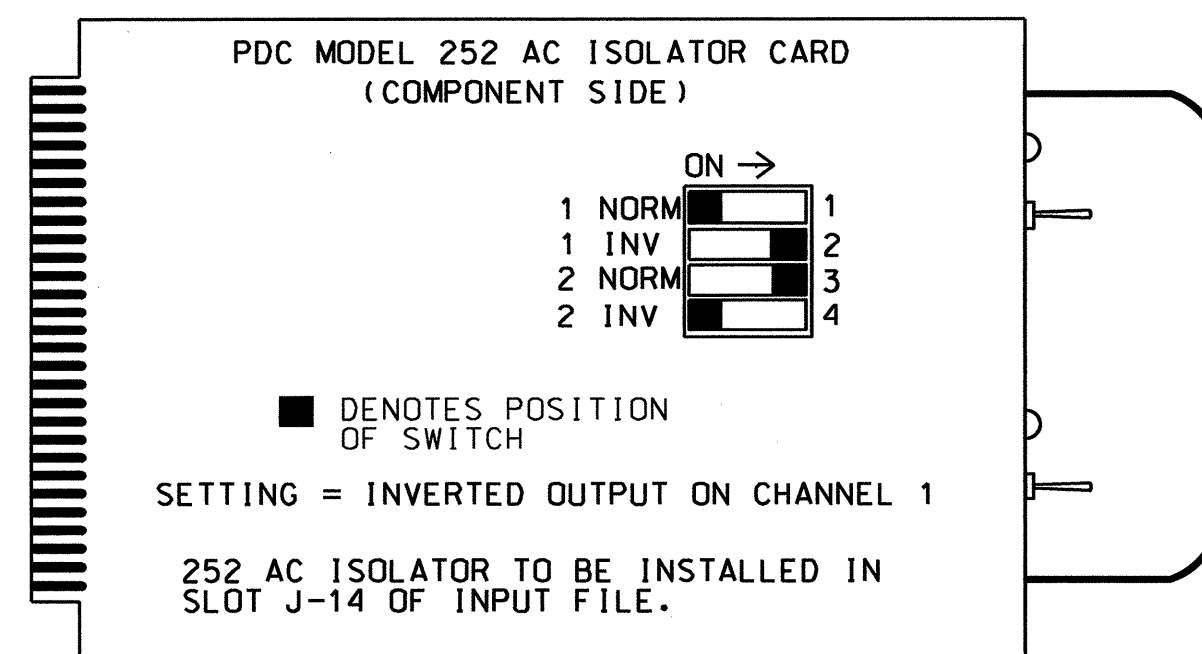 PDC MODEL 252 AC ISOLATOR CARD
(COMPONENT SIDE)
ON →
1 NORM 1
1 INV 2
2 NORM 3
2 INV 4
DENOTES POSITION
OF SWITCH
SETTING = INVERTED OUTPUT ON CHANNEL 1
252 AC ISOLATOR TO BE INSTALLED IN
SLOT J-14 OF INPUT FILE.